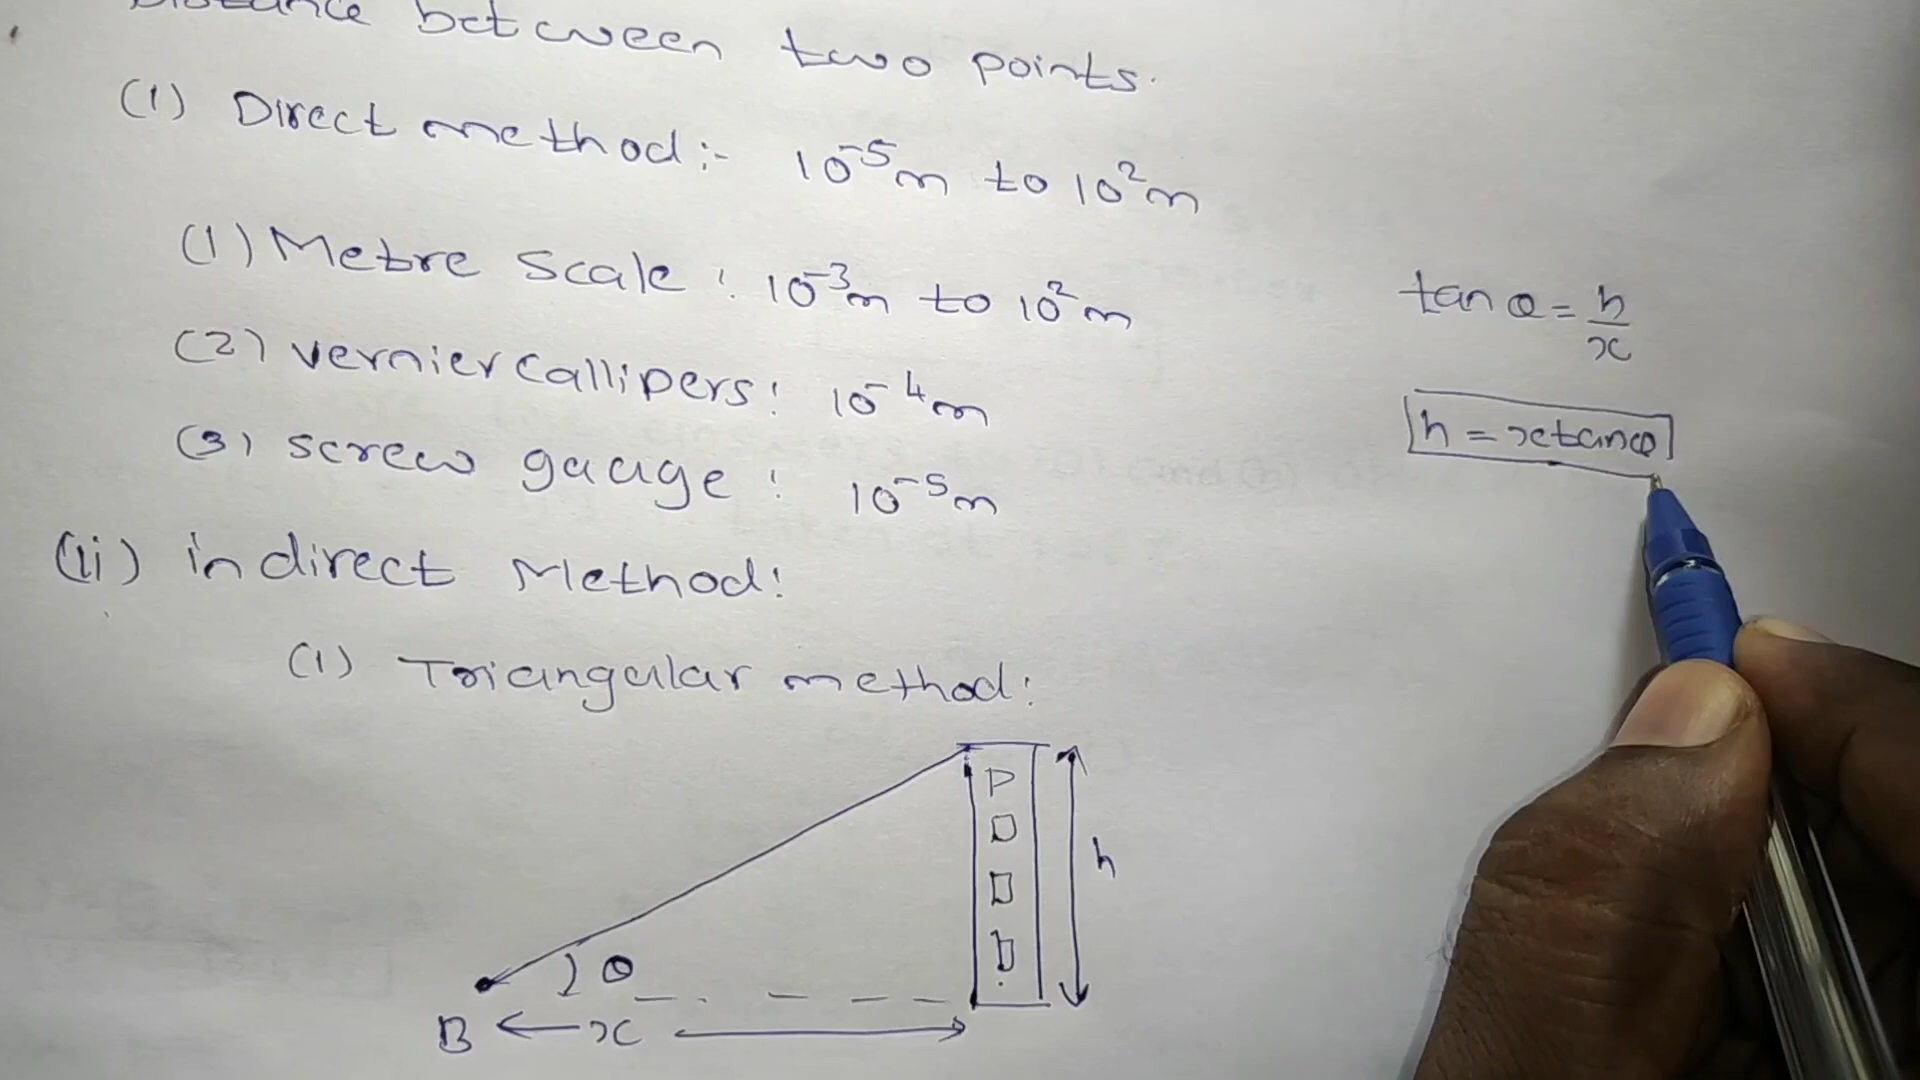 Distance between two points.
(1) Direct method :- 10⁻⁵m to 10²m
(1) Metre Scale : 10⁻³m to 10²m
(2) vernier callipers : 10⁻⁴m
(3) screw gauge : 10⁻⁵m
(ii) indirect Method :
(1) Triangular method :
tan θ = h/x
h = x tan θ
P
h
θ
B x